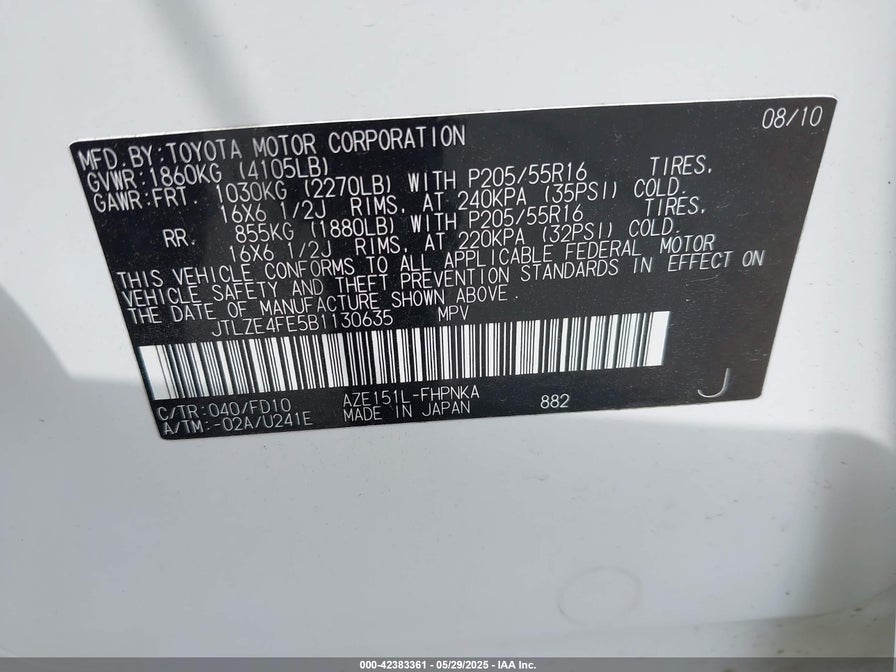 08/10
MFD. BY:TOYOTA MOTOR CORPORATION
GVWR:1860KG (4105LB)
GAWR:FRT. 1030KG (2270LB) WITH P205/55R16 TIRES,
16X6 1/2J RIMS, AT 240KPA (35PSI) COLD.
RR. 855KG (1880LB) WITH P205/55R16 TIRES,
16X6 1/2J RIMS, AT 220KPA (32PSI) COLD.
THIS VEHICLE CONFORMS TO ALL APPLICABLE FEDERAL MOTOR
VEHICLE SAFETY AND THEFT PREVENTION STANDARDS IN EFFECT ON
THE DATE OF MANUFACTURE SHOWN ABOVE.
JTLZE4FE5B1130635 MPV
C/TR:040/FD10 AZE151L-FHPNKA
A/TM:-02A/U241E MADE IN JAPAN 882 J
000-42383361 - 05/29/2025 - IAA Inc.